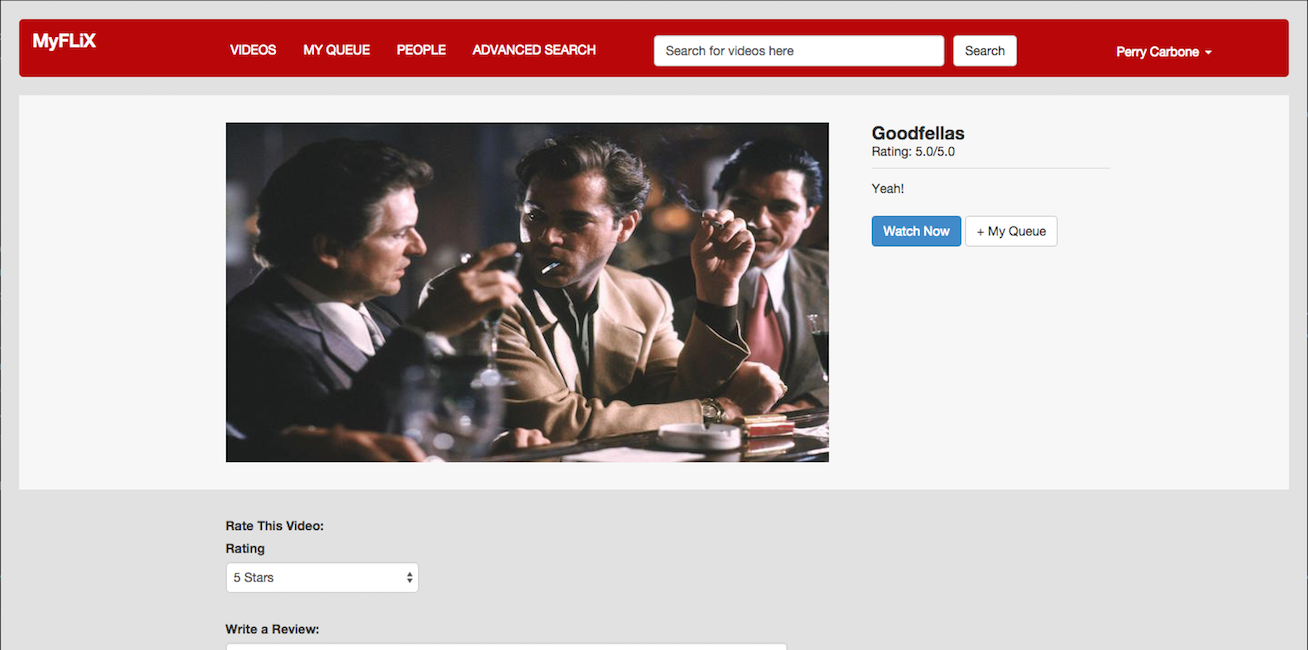 MyFLiX
VIDEOS MY QUEUE PEOPLE ADVANCED SEARCH Search for videos here Search Perry Carbone
Goodfellas
Rating: 5.0/5.0
Yeah!
Watch Now + My Queue
Rate This Video:
Rating
5 Stars
Write a Review: